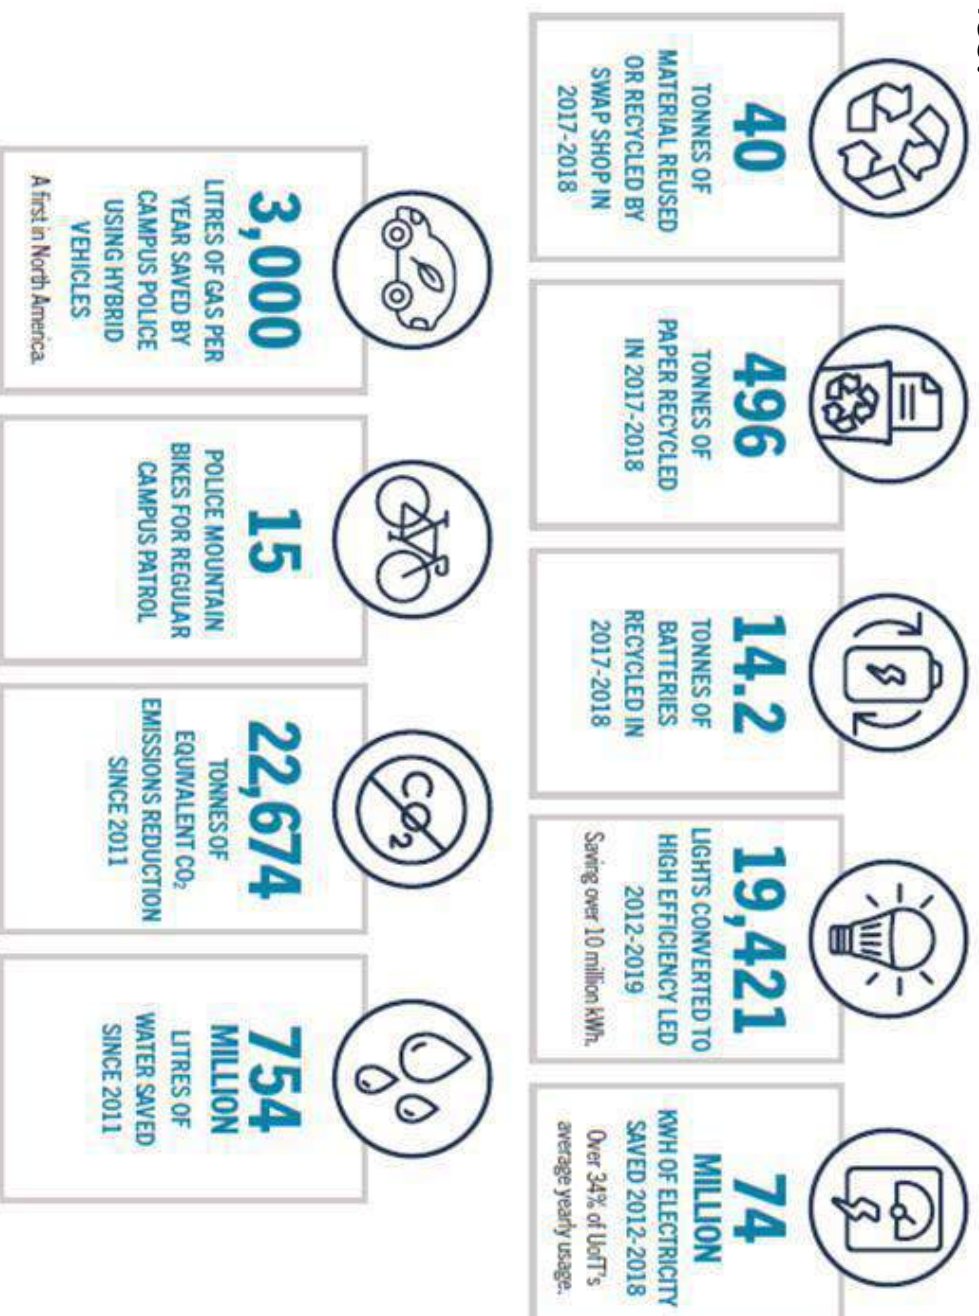 40
TONNES OF
MATERIAL REUSED
OR RECYCLED BY
SWAP SHOP IN
2017-2018
496
TONNES OF
PAPER RECYCLED
IN 2017-2018
14.2
TONNES OF
BATTERIES
RECYCLED IN
2017-2018
19,421
LIGHTS CONVERTED TO
HIGH EFFICIENCY LED
2012-2019
Saving over 10 million kWh.
74
MILLION
KWH OF ELECTRICITY
SAVED 2012-2018
Over 34% of UofT's
average yearly usage.
3,000
LITRES OF GAS PER
YEAR SAVED BY
CAMPUS POLICE
USING HYBRID
VEHICLES
A first in North America.
15
POLICE MOUNTAIN
BIKES FOR REGULAR
CAMPUS PATROL
CO2
22,674
TONNES OF
EQUIVALENT CO2
EMISSIONS REDUCTION
SINCE 2011
754
MILLION
LITRES OF
WATER SAVED
SINCE 2011